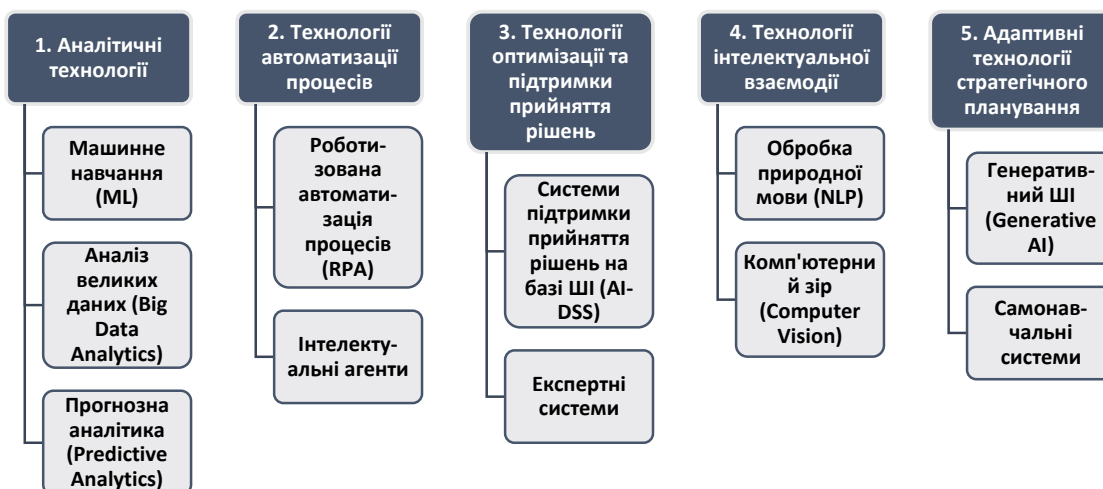 1. Аналітичні
технології
Машинне
навчання
(ML)
Аналіз
великих
даних (Big
Data
Analytics)
Прогнозна
аналітика
(Predictive
Analytics)
2. Технології
автоматизації
процесів
Роботи-
зована
автомати-
зація
процесів
(RPA)
Інтелекту-
альні агенти
3. Технології
оптимізації та
підтримки
прийняття
рішень
Системи
підтримки
прийняття
рішень на
базі ШІ (AI-
DSS)
Експертні
системи
4. Технології
інтелектуальної
взаємодії
Обробка
природної
мови (NLP)
Комп'ютерни
й зір
(Computer
Vision)
5. Адаптивні
технології
стратегічного
планування
Генератив-
ний ШІ
(Generative
AI)
Самонав-
чальні
системи